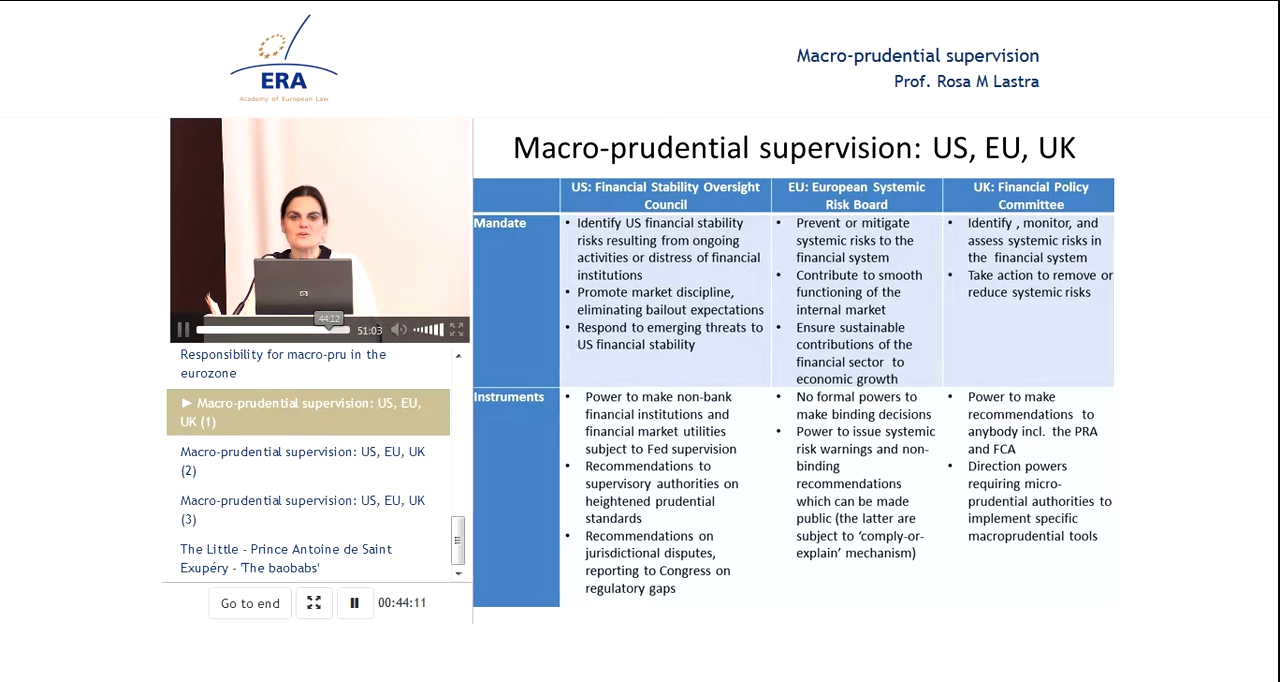 ERA
Academy of European Law
Macro-prudential supervision
Prof. Rosa M Lastra
44:12
51:03
Responsibility for macro-pru in the
eurozone
► Macro-prudential supervision: US, EU,
UK (1)
Macro-prudential supervision: US, EU, UK
(2)
Macro-prudential supervision: US, EU, UK
(3)
The Little - Prince Antoine de Saint
Exupéry - 'The baobabs'
Go to end
00:44:11
Macro-prudential supervision: US, EU, UK
US: Financial Stability Oversight
Council
EU: European Systemic
Risk Board
UK: Financial Policy
Committee
Mandate
• Identify US financial stability
risks resulting from ongoing
activities or distress of financial
institutions
• Promote market discipline,
eliminating bailout expectations
• Respond to emerging threats to
US financial stability
• Prevent or mitigate
systemic risks to the
financial system
• Contribute to smooth
functioning of the
internal market
• Ensure sustainable
contributions of the
financial sector to
economic growth
• Identify , monitor, and
assess systemic risks in
the financial system
• Take action to remove or
reduce systemic risks
Instruments
• Power to make non-bank
financial institutions and
financial market utilities
subject to Fed supervision
• Recommendations to
supervisory authorities on
heightened prudential
standards
• Recommendations on
jurisdictional disputes,
reporting to Congress on
regulatory gaps
• No formal powers to
make binding decisions
• Power to issue systemic
risk warnings and non-
binding
recommendations
which can be made
public (the latter are
subject to ‘comply-or-
explain’ mechanism)
• Power to make
recommendations to
anybody incl. the PRA
and FCA
• Direction powers
requiring micro-
prudential authorities to
implement specific
macroprudential tools